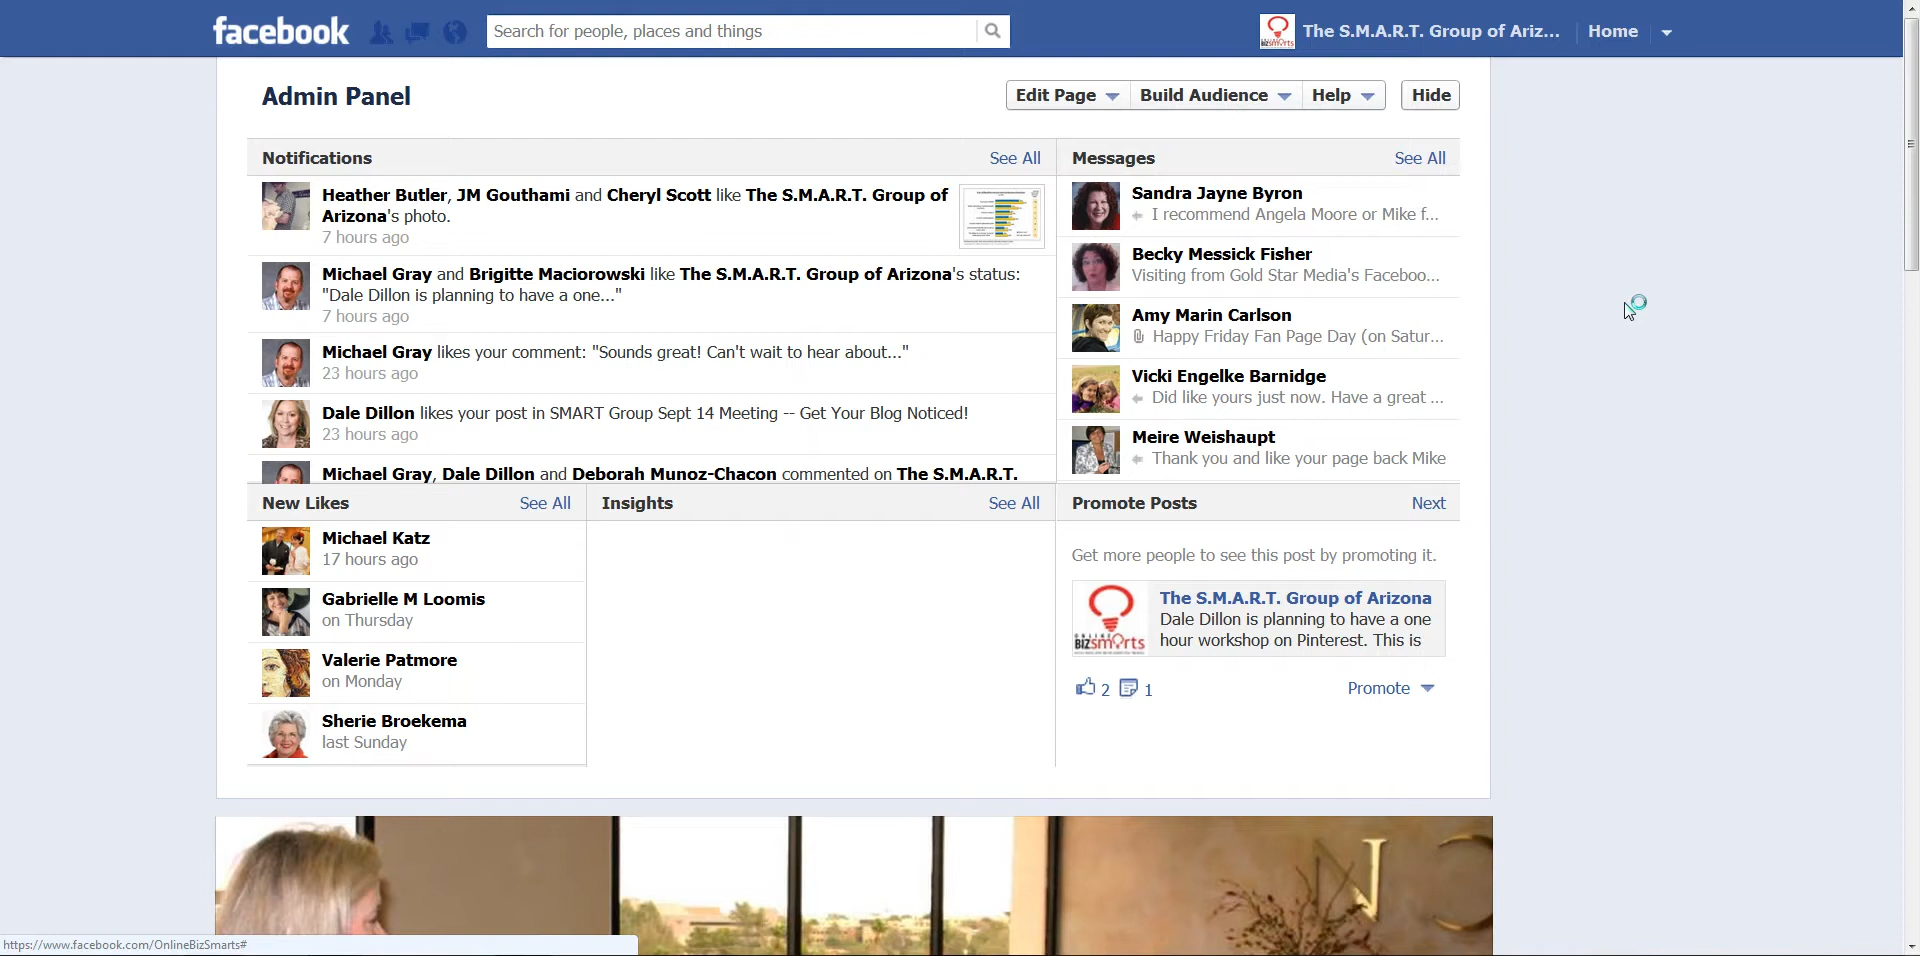 facebook
Search for people, places and things
The S.M.A.R.T. Group of Ariz...
Home
Admin Panel
Edit Page
Build Audience
Help
Hide
Notifications
See All
Heather Butler, JM Gouthami and Cheryl Scott like The S.M.A.R.T. Group of
Arizona's photo.
7 hours ago
Michael Gray and Brigitte Maciorowski like The S.M.A.R.T. Group of Arizona's status:
"Dale Dillon is planning to have a one..."
7 hours ago
Michael Gray likes your comment: "Sounds great! Can't wait to hear about..."
23 hours ago
Dale Dillon likes your post in SMART Group Sept 14 Meeting -- Get Your Blog Noticed!
23 hours ago
Michael Gray, Dale Dillon and Deborah Munoz-Chacon commented on The S.M.A.R.T.
Messages
See All
Sandra Jayne Byron
I recommend Angela Moore or Mike f...
Becky Messick Fisher
Visiting from Gold Star Media's Faceboo...
Amy Marin Carlson
Happy Friday Fan Page Day (on Satur...
Vicki Engelke Barnidge
Did like yours just now. Have a great ...
Meire Weishaupt
Thank you and like your page back Mike
New Likes
See All
Michael Katz
17 hours ago
Gabrielle M Loomis
on Thursday
Valerie Patmore
on Monday
Sherie Broekema
last Sunday
Insights
See All
Promote Posts
Next
Get more people to see this post by promoting it.
ONLINE
BIZSmArts
The S.M.A.R.T. Group of Arizona
Dale Dillon is planning to have a one
hour workshop on Pinterest. This is
2
1
Promote
https://www.facebook.com/OnlineBizSmarts#